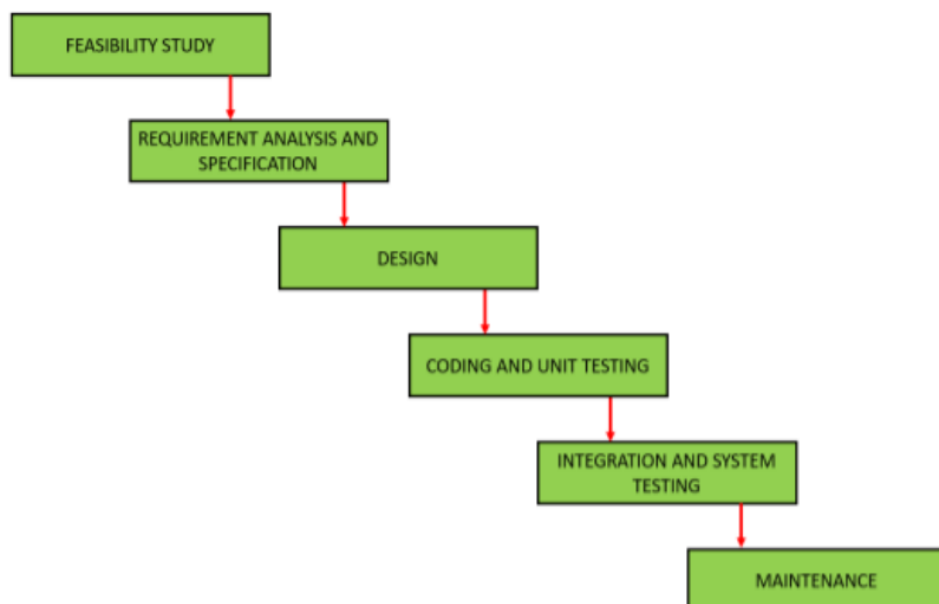 FEASIBILITY STUDY
REQUIREMENT ANALYSIS AND
SPECIFICATION
DESIGN
CODING AND UNIT TESTING
INTEGRATION AND SYSTEM
TESTING
MAINTENANCE